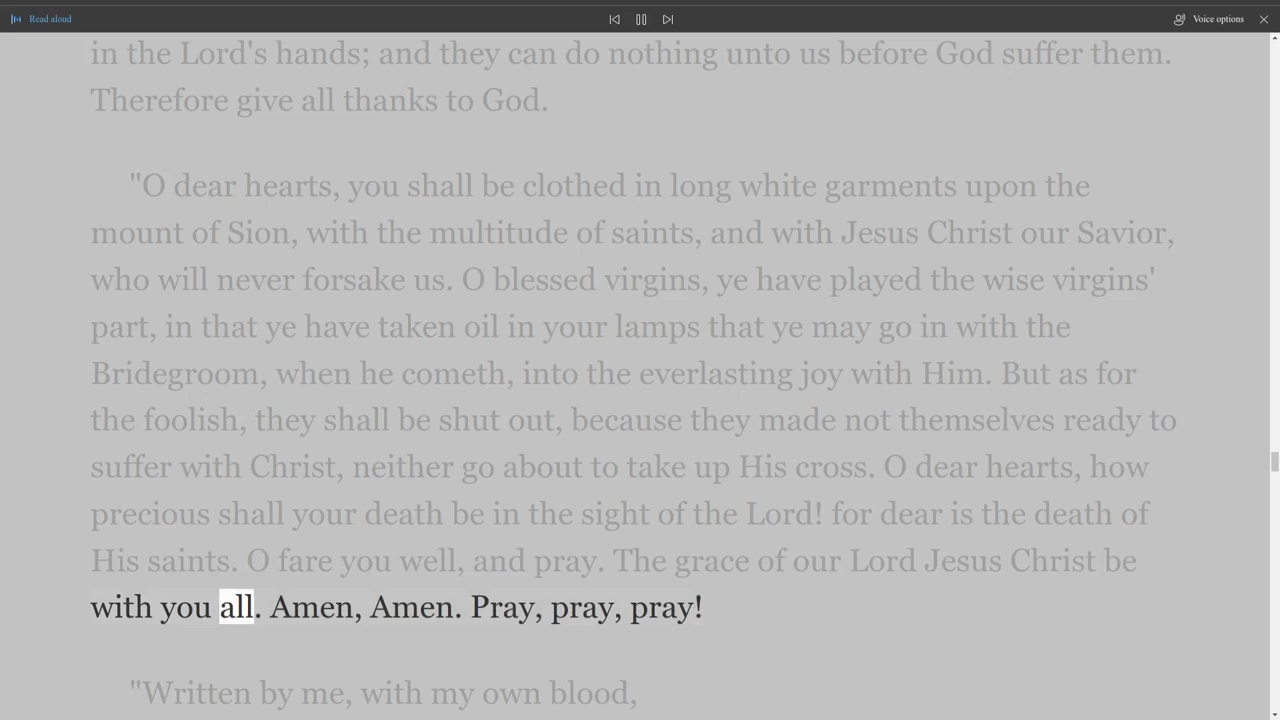 Read aloud
Voice options
in the Lord's hands; and they can do nothing unto us before God suffer them.
Therefore give all thanks to God.
"O dear hearts, you shall be clothed in long white garments upon the
mount of Sion, with the multitude of saints, and with Jesus Christ our Savior,
who will never forsake us. O blessed virgins, ye have played the wise virgins'
part, in that ye have taken oil in your lamps that ye may go in with the
Bridegroom, when he cometh, into the everlasting joy with Him. But as for
the foolish, they shall be shut out, because they made not themselves ready to
suffer with Christ, neither go about to take up His cross. O dear hearts, how
precious shall your death be in the sight of the Lord! for dear is the death of
His saints. O fare you well, and pray. The grace of our Lord Jesus Christ be
with you all. Amen, Amen. Pray, pray, pray!
"Written by me, with my own blood,